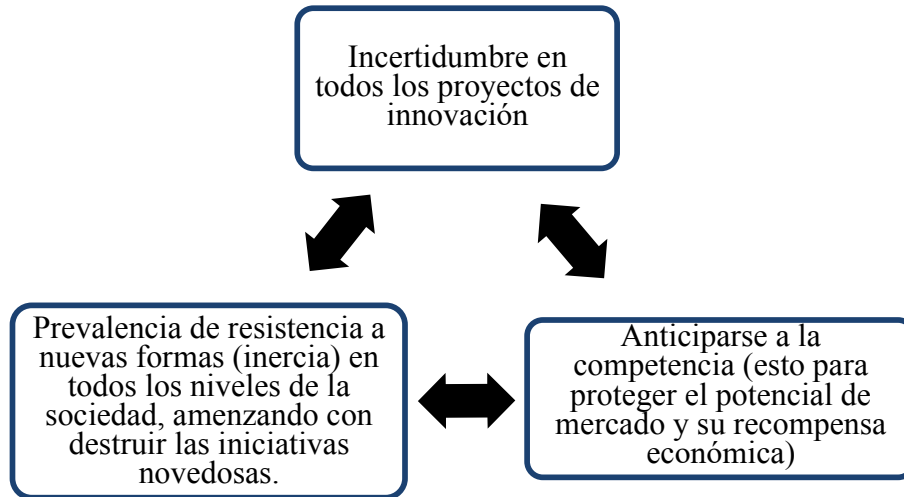 Incertidumbre en
todos los proyectos de
innovación
Prevalencia de resistencia a
nuevas formas (inercia) en
todos los niveles de la
sociedad, amenzando con
destruir las iniciativas
novedosas.
Anticiparse a la
competencia (esto para
proteger el potencial de
mercado y su recompensa
económica)